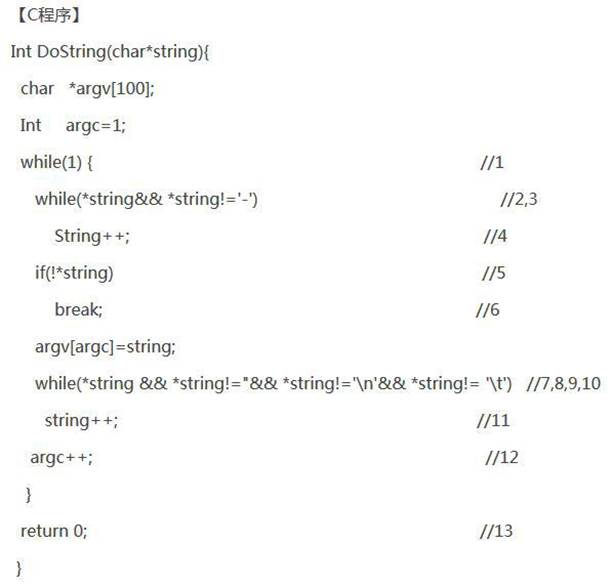 【C程序】
Int DoString(char*string){
char *argv[100];
Int argc=1;
while(1) { //1
while(*string&& *string!='-') //2,3
String++; //4
if(!*string) //5
break; //6
argv[argc]=string;
while(*string && *string!=''&& *string!='\n'&& *string!= '\t') //7,8,9,10
string++; //11
argc++; //12
}
return 0; //13
}